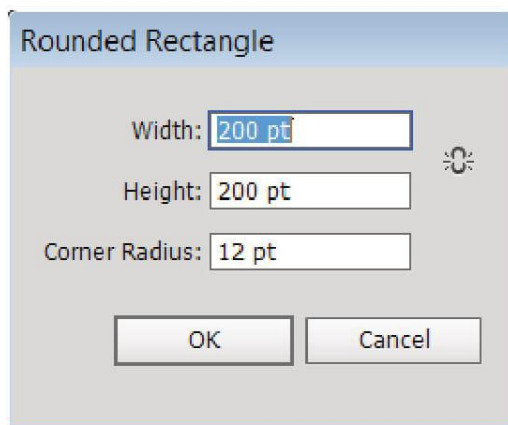 Rounded Rectangle
Width: 200 pt
Height: 200 pt
Corner Radius: 12 pt
OK Cancel